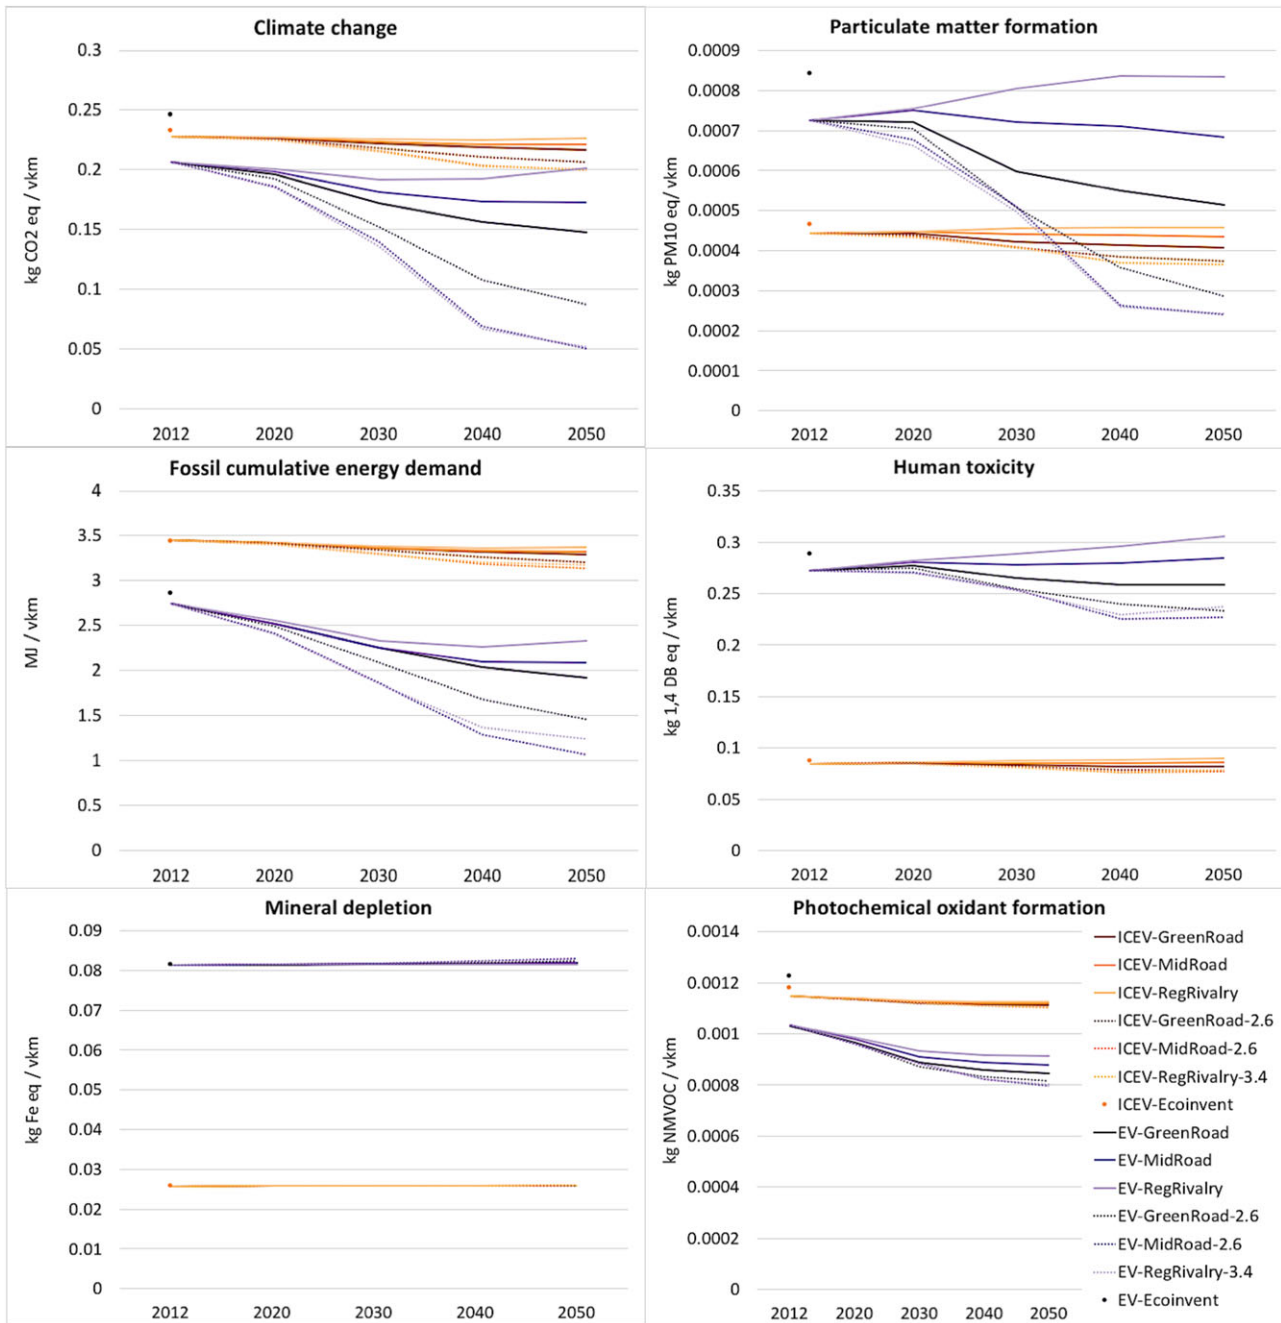 Climate change
0.3
0.25
0.2
0.15
0.1
0.05
0
kg CO2 eq / vkm
2012 2020 2030 2040 2050
Particulate matter formation
0.0009
0.0008
0.0007
0.0006
0.0005
0.0004
0.0003
0.0002
0.0001
0
kg PM10 eq/ vkm
2012 2020 2030 2040 2050
Fossil cumulative energy demand
4
3.5
3
2.5
2
1.5
1
0.5
0
MJ / vkm
2012 2020 2030 2040 2050
Human toxicity
0.35
0.3
0.25
0.2
0.15
0.1
0.05
0
kg 1,4 DB eq / vkm
2012 2020 2030 2040 2050
Mineral depletion
0.09
0.08
0.07
0.06
0.05
0.04
0.03
0.02
0.01
0
kg Fe eq / vkm
2012 2020 2030 2040 2050
Photochemical oxidant formation
0.0014
0.0012
0.001
0.0008
0.0006
0.0004
0.0002
0
kg NMVOC / vkm
2012 2020 2030 2040 2050
ICEV-GreenRoad
ICEV-MidRoad
ICEV-RegRivalry
ICEV-GreenRoad-2.6
ICEV-MidRoad-2.6
ICEV-RegRivalry-3.4
ICEV-Ecoinvent
EV-GreenRoad
EV-MidRoad
EV-RegRivalry
EV-GreenRoad-2.6
EV-MidRoad-2.6
EV-RegRivalry-3.4
EV-Ecoinvent